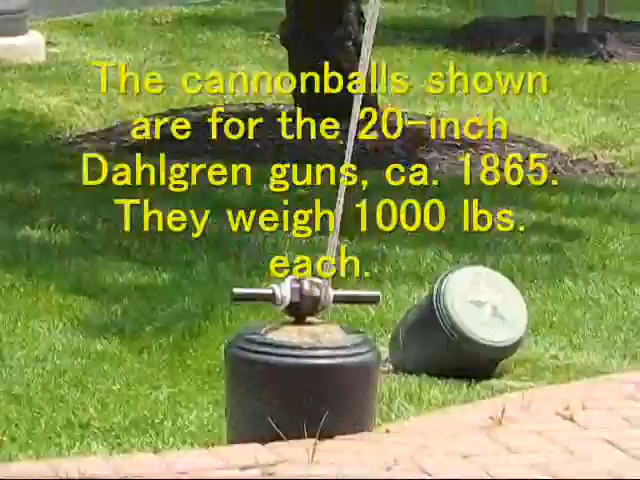 The cannonballs shown
are for the 20-inch
Dahlgren guns, ca. 1865.
They weigh 1000 lbs.
each.